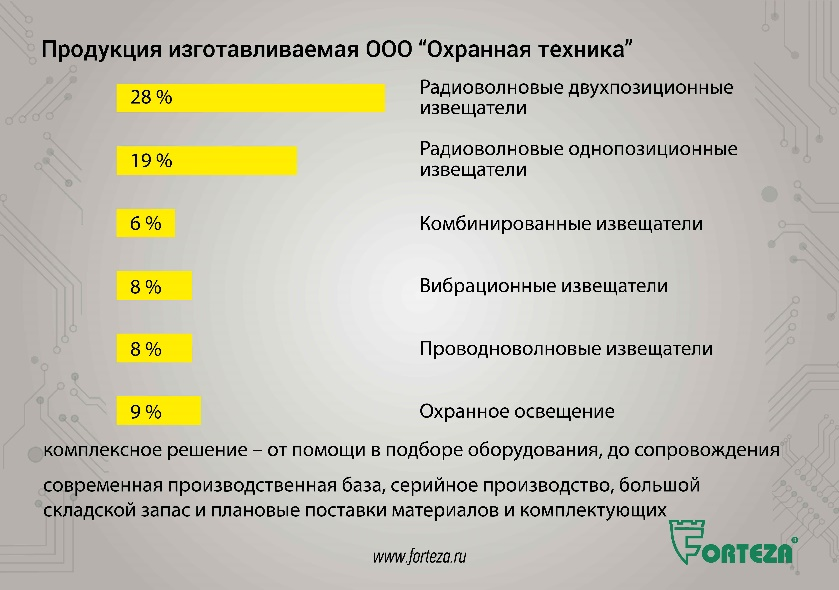 Продукция изготавливаемая ООО “Охранная техника”
28 %
Радиоволновые двухпозиционные
извещатели
19 %
Радиоволновые однопозиционные
извещатели
6 %
Комбинированные извещатели
8 %
Вибрационные извещатели
8 %
Проводноволновые извещатели
9 %
Охранное освещение
комплексное решение – от помощи в подборе оборудования, до сопровождения
современная производственная база, серийное производство, большой
складской запас и плановые поставки материалов и комплектующих
www.forteza.ru
FORTEZA®